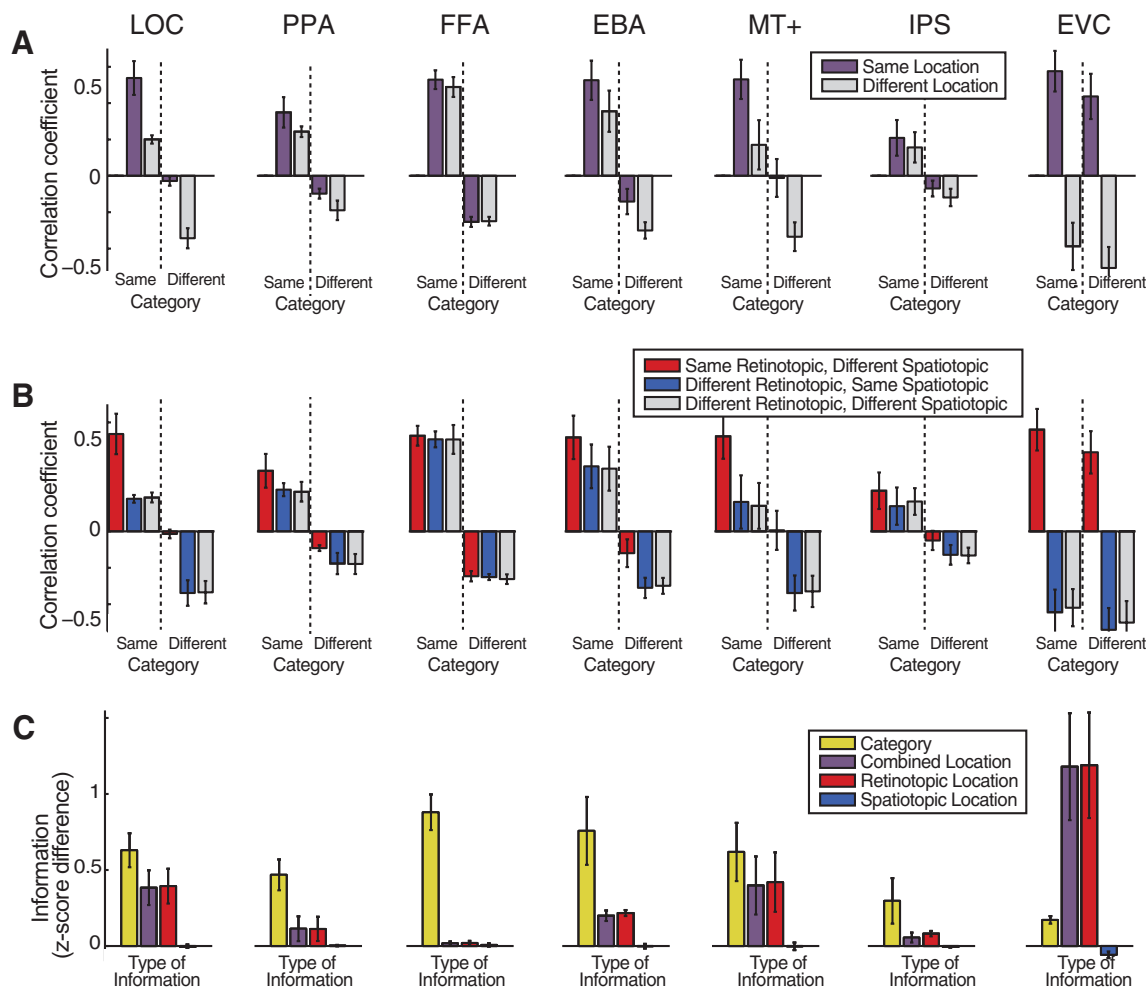 LOC PPA FFA EBA MT+ IPS EVC
A
Same Location
Different Location
Correlation coefficient
0.5
0
−0.5
Same Different Same Different Same Different Same Different Same Different Same Different Same Different
Category Category Category Category Category Category Category
Same Retinotopic, Different Spatiotopic
Different Retinotopic, Same Spatiotopic
Different Retinotopic, Different Spatiotopic
B
Correlation coefficient
0.5
0
−0.5
Same Different Same Different Same Different Same Different Same Different Same Different Same Different
Category Category Category Category Category Category Category
C
Category
Combined Location
Retinotopic Location
Spatiotopic Location
Information
(z-score difference)
1
0.5
0
Type of Type of Type of Type of Type of Type of Type of
Information Information Information Information Information Information Information